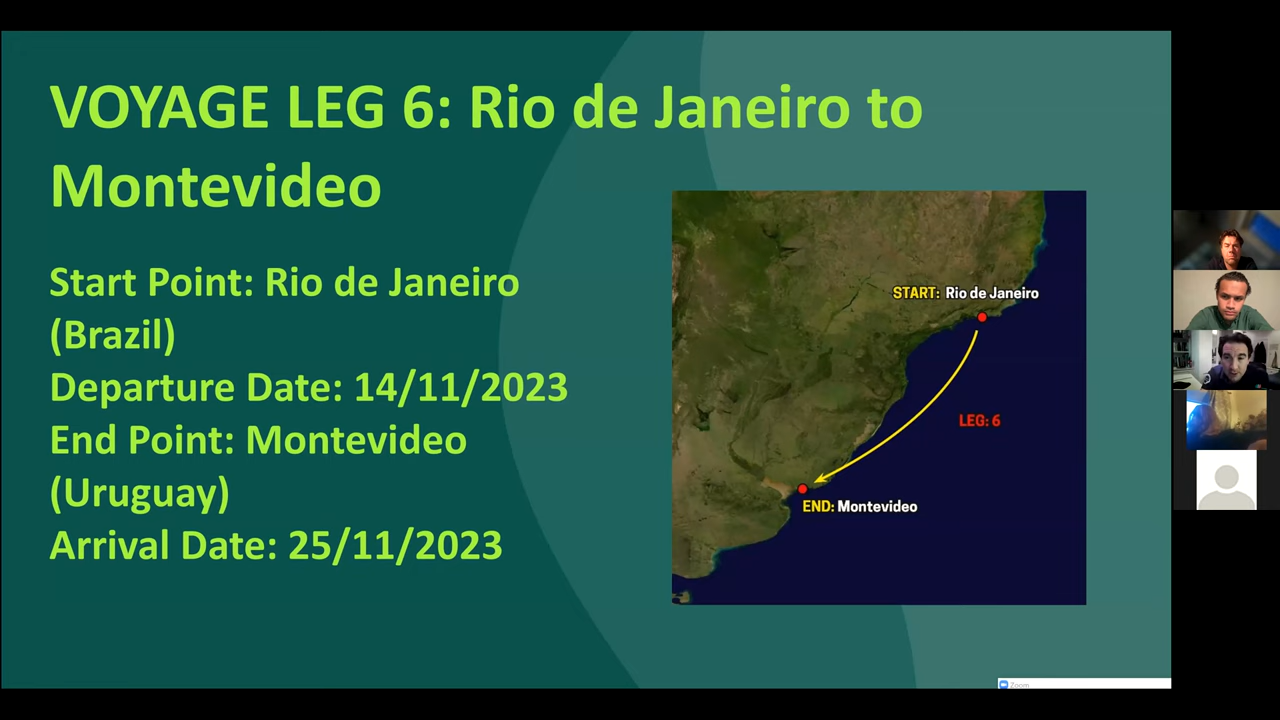 VOYAGE LEG 6: Rio de Janeiro to
Montevideo
Start Point: Rio de Janeiro
(Brazil)
Departure Date: 14/11/2023
End Point: Montevideo
(Uruguay)
Arrival Date: 25/11/2023
START: Rio de Janeiro
LEG: 6
END: Montevideo
Zoom